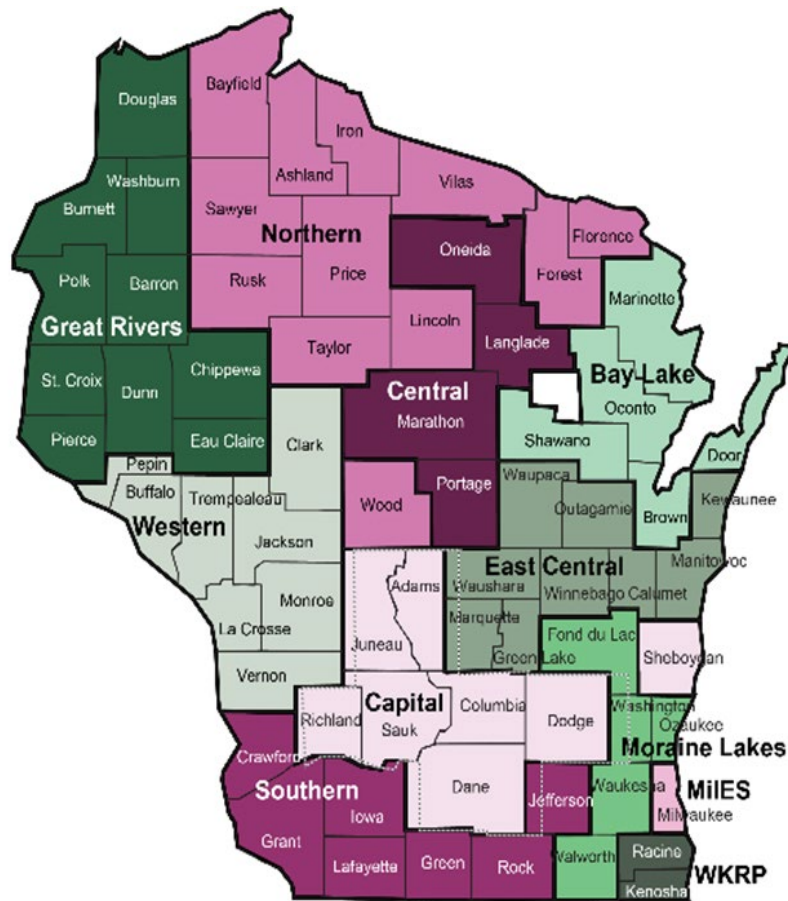 Douglas
Bayfield
Iron
Ashland
Vilas
Washburn
Burnett
Sawyer
Northern
Florence
Oneida
Forest
Polk
Barron
Rusk
Price
Marinette
Great Rivers
Lincoln
Langlade
Taylor
Chippewa
St. Croix
Dunn
Central
Bay Lake
Marathon
Oconto
Pierce
Eau Claire
Clark
Shawano
Door
Pepin
Waupaca
Buffalo
Trempealeau
Wood
Portage
Outagamie
Brown
Kewaunee
Western
Jackson
East Central
Manitowoc
Adams
Waushara
Winnebago
Calumet
Monroe
La Crosse
Marquette
Juneau
Fond du Lac
Green Lake
Sheboygan
Vernon
Capital
Columbia
Washington
Richland
Sauk
Dodge
Ozaukee
Crawford
Moraine Lakes
Southern
Dane
Jefferson
Waukesha
MilES
Milwaukee
Iowa
Grant
Lafayette
Green
Rock
Walworth
Racine
WKRP
Kenosha